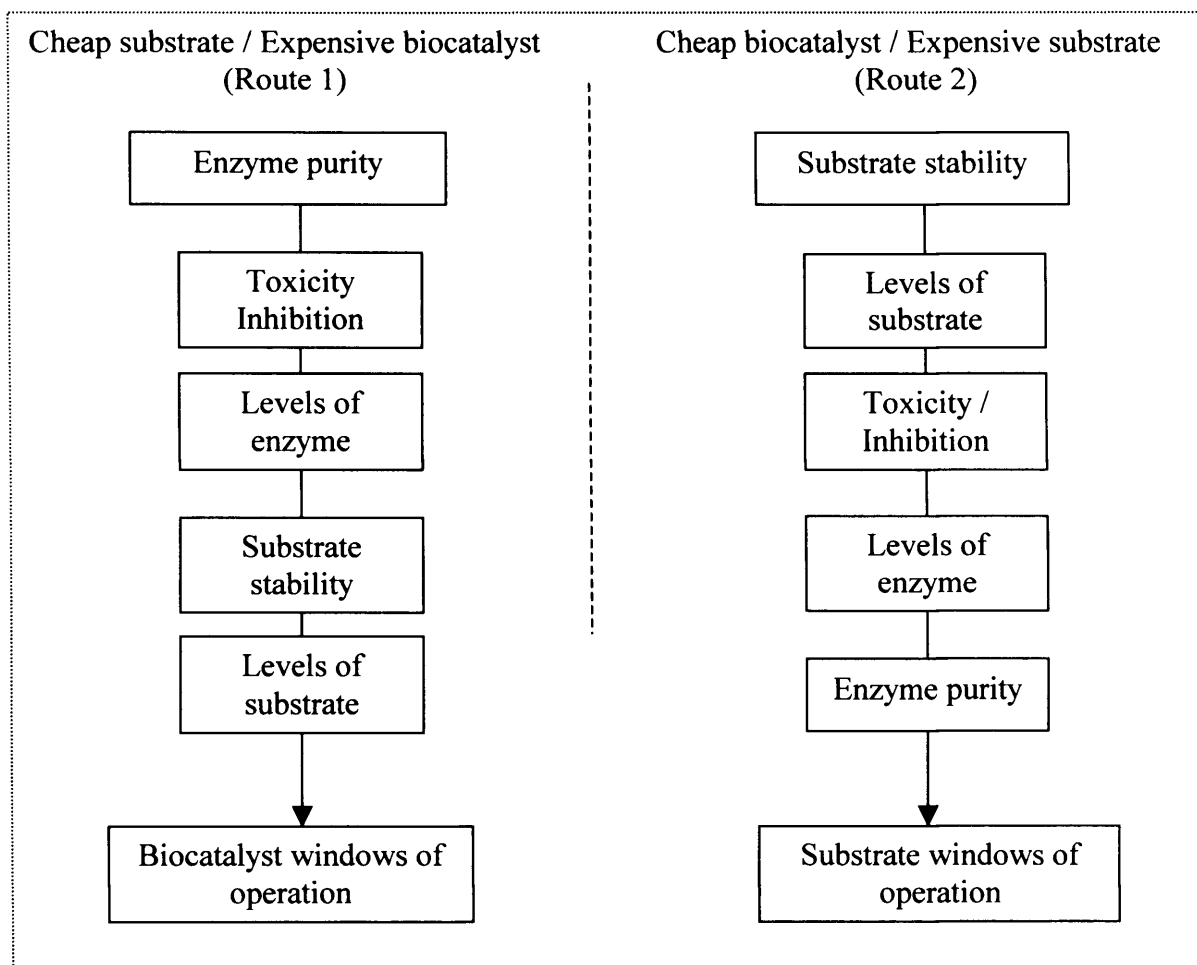 Cheap substrate / Expensive biocatalyst
(Route 1)
Enzyme purity
Toxicity
Inhibition
Levels of
enzyme
Substrate
stability
Levels of
substrate
Biocatalyst windows of
operation
Cheap biocatalyst / Expensive substrate
(Route 2)
Substrate stability
Levels of
substrate
Toxicity /
Inhibition
Levels of
enzyme
Enzyme purity
Substrate windows of
operation